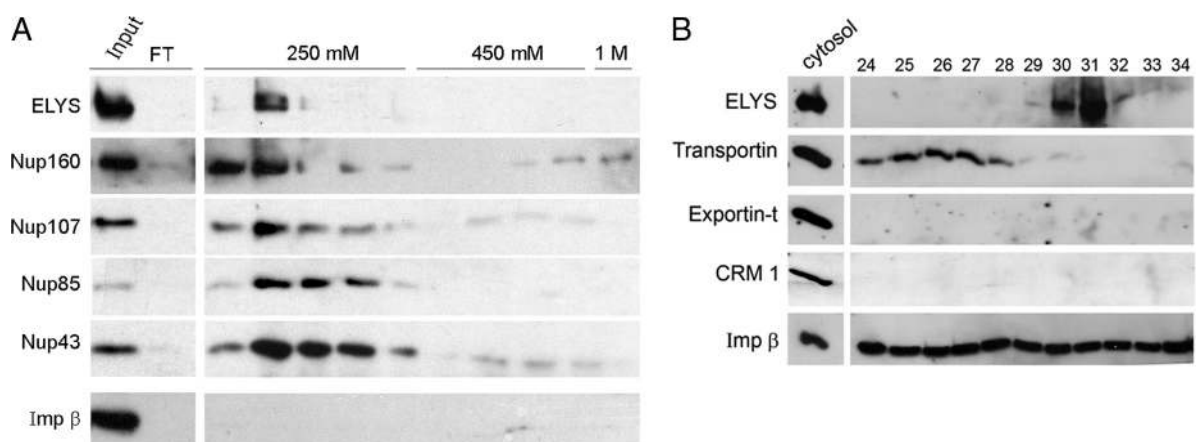 A
Input FT 250 mM 450 mM 1 M
ELYS
Nup160
Nup107
Nup85
Nup43
Imp β
B
cytosol 24 25 26 27 28 29 30 31 32 33 34
ELYS
Transportin
Exportin-t
CRM 1
Imp β